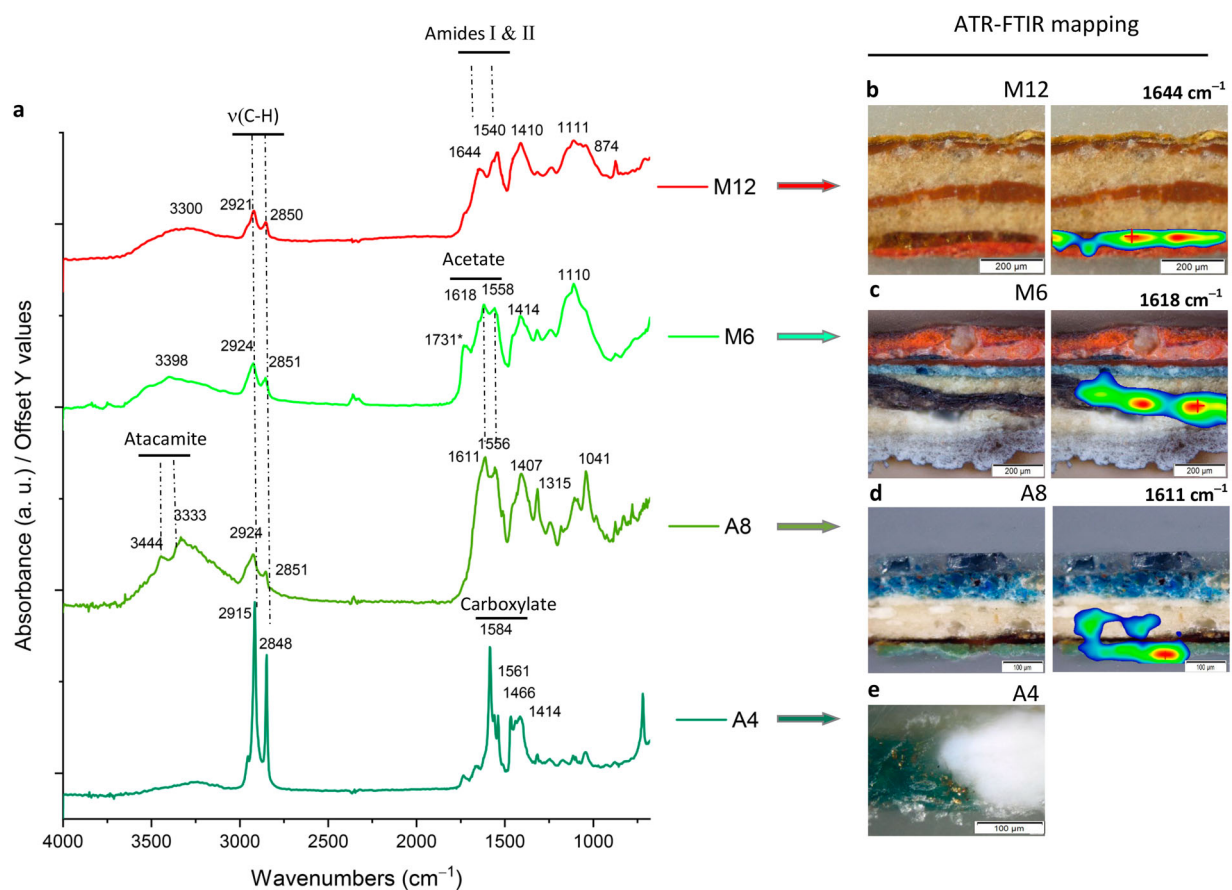 ATR-FTIR mapping
a
Amides I & II
ν(C-H)
1644
1540
1410
1111
874
3300
2921
2850
M12
Acetate
1618
1558
1414
1110
1731*
3398
2924
2851
M6
Atacamite
3444
3333
2924
2851
1611
1556
1407
1315
1041
A8
2915
2848
Carboxylate
1584
1561
1466
1414
A4
Absorbance (a. u.) / Offset Y values
4000 3500 3000 2500 2000 1500 1000
Wavenumbers (cm⁻¹)
b M12 1644 cm⁻¹
200 µm 200 µm
c M6 1618 cm⁻¹
200 µm 200 µm
d A8 1611 cm⁻¹
100 µm 100 µm
e A4
100 µm